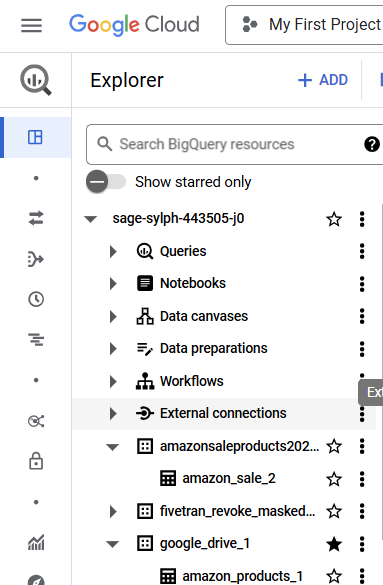 Google Cloud
My First Project
Explorer
+ ADD
Search BigQuery resources
Show starred only
sage-sylph-443505-j0
Queries
Notebooks
Data canvases
Data preparations
Workflows
Ext
External connections
amazonsaleproducts202...
amazon_sale_2
fivetran_revoke_masked...
google_drive_1
amazon_products_1